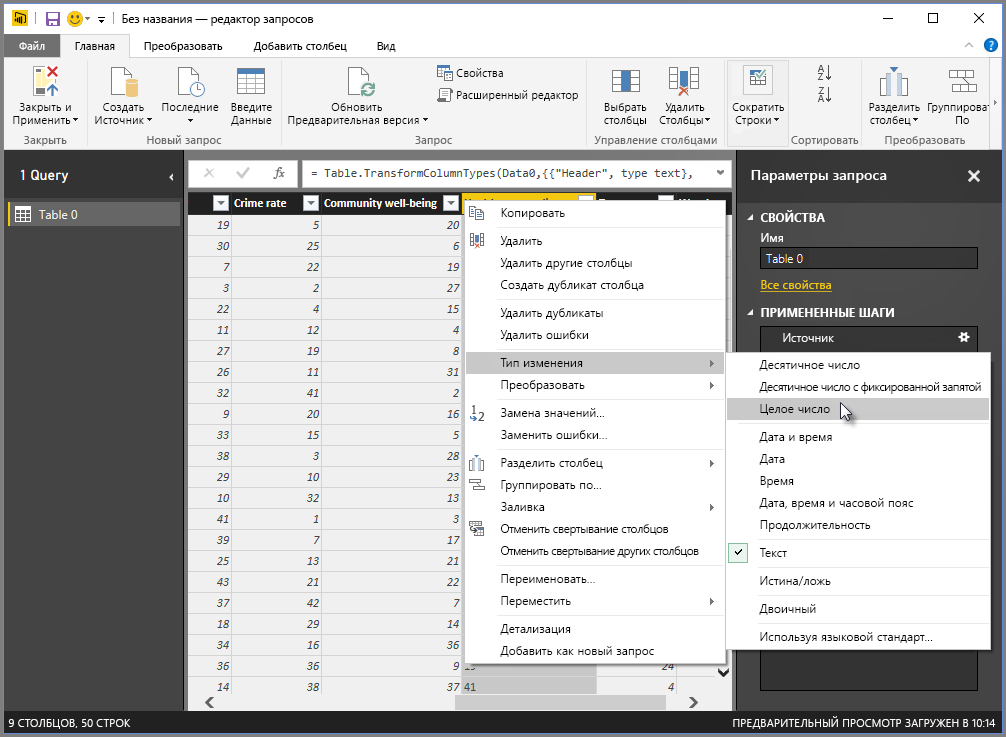 Без названия — редактор запросов
Файл
Главная
Преобразовать
Добавить столбец
Вид
Закрыть и
Применить
Создать
Источник
Последние
Введите
Данные
Обновить
Предварительная версия
Свойства
Расширенный редактор
Выбрать
столбцы
Удалить
Столбцы
Сократить
Строки
Разделить
столбец
Группироват
По
Закрыть
Новый запрос
Запрос
Управление столбцами
Сортировать
Преобразовать
1 Query
Table 0
fx
= Table.TransformColumnTypes(Data0,{{"Header", type text},
Crime rate
Community well-being
19 5 20
30 25 6
7 22 19
3 2 27
22 4 15
11 12 4
27 19 8
26 11 31
32 41 2
9 20 16
33 15 5
38 3 28
29 10 23
10 32 13
41 1 3
39 7 17
25 13 21
43 21 22
37 42 7
18 29 14
34 16 36
36 36 9 24
14 38 37 41 4
Копировать
Удалить
Удалить другие столбцы
Создать дубликат столбца
Удалить дубликаты
Удалить ошибки
Тип изменения
Преобразовать
Замена значений...
Заменить ошибки...
Разделить столбец
Группировать по...
Заливка
Отменить свертывание столбцов
Отменить свертывание других столбцов
Переименовать...
Переместить
Детализация
Добавить как новый запрос
Десятичное число
Десятичное число с фиксированной запятой
Целое число
Дата и время
Дата
Время
Дата, время и часовой пояс
Продолжительность
Текст
Истина/ложь
Двоичный
Используя языковой стандарт...
Параметры запроса
СВОЙСТВА
Имя
Table 0
Все свойства
ПРИМЕНЕННЫЕ ШАГИ
Источник
9 СТОЛБЦОВ, 50 СТРОК
ПРЕДВАРИТЕЛЬНЫЙ ПРОСМОТР ЗАГРУЖЕН В 10:14